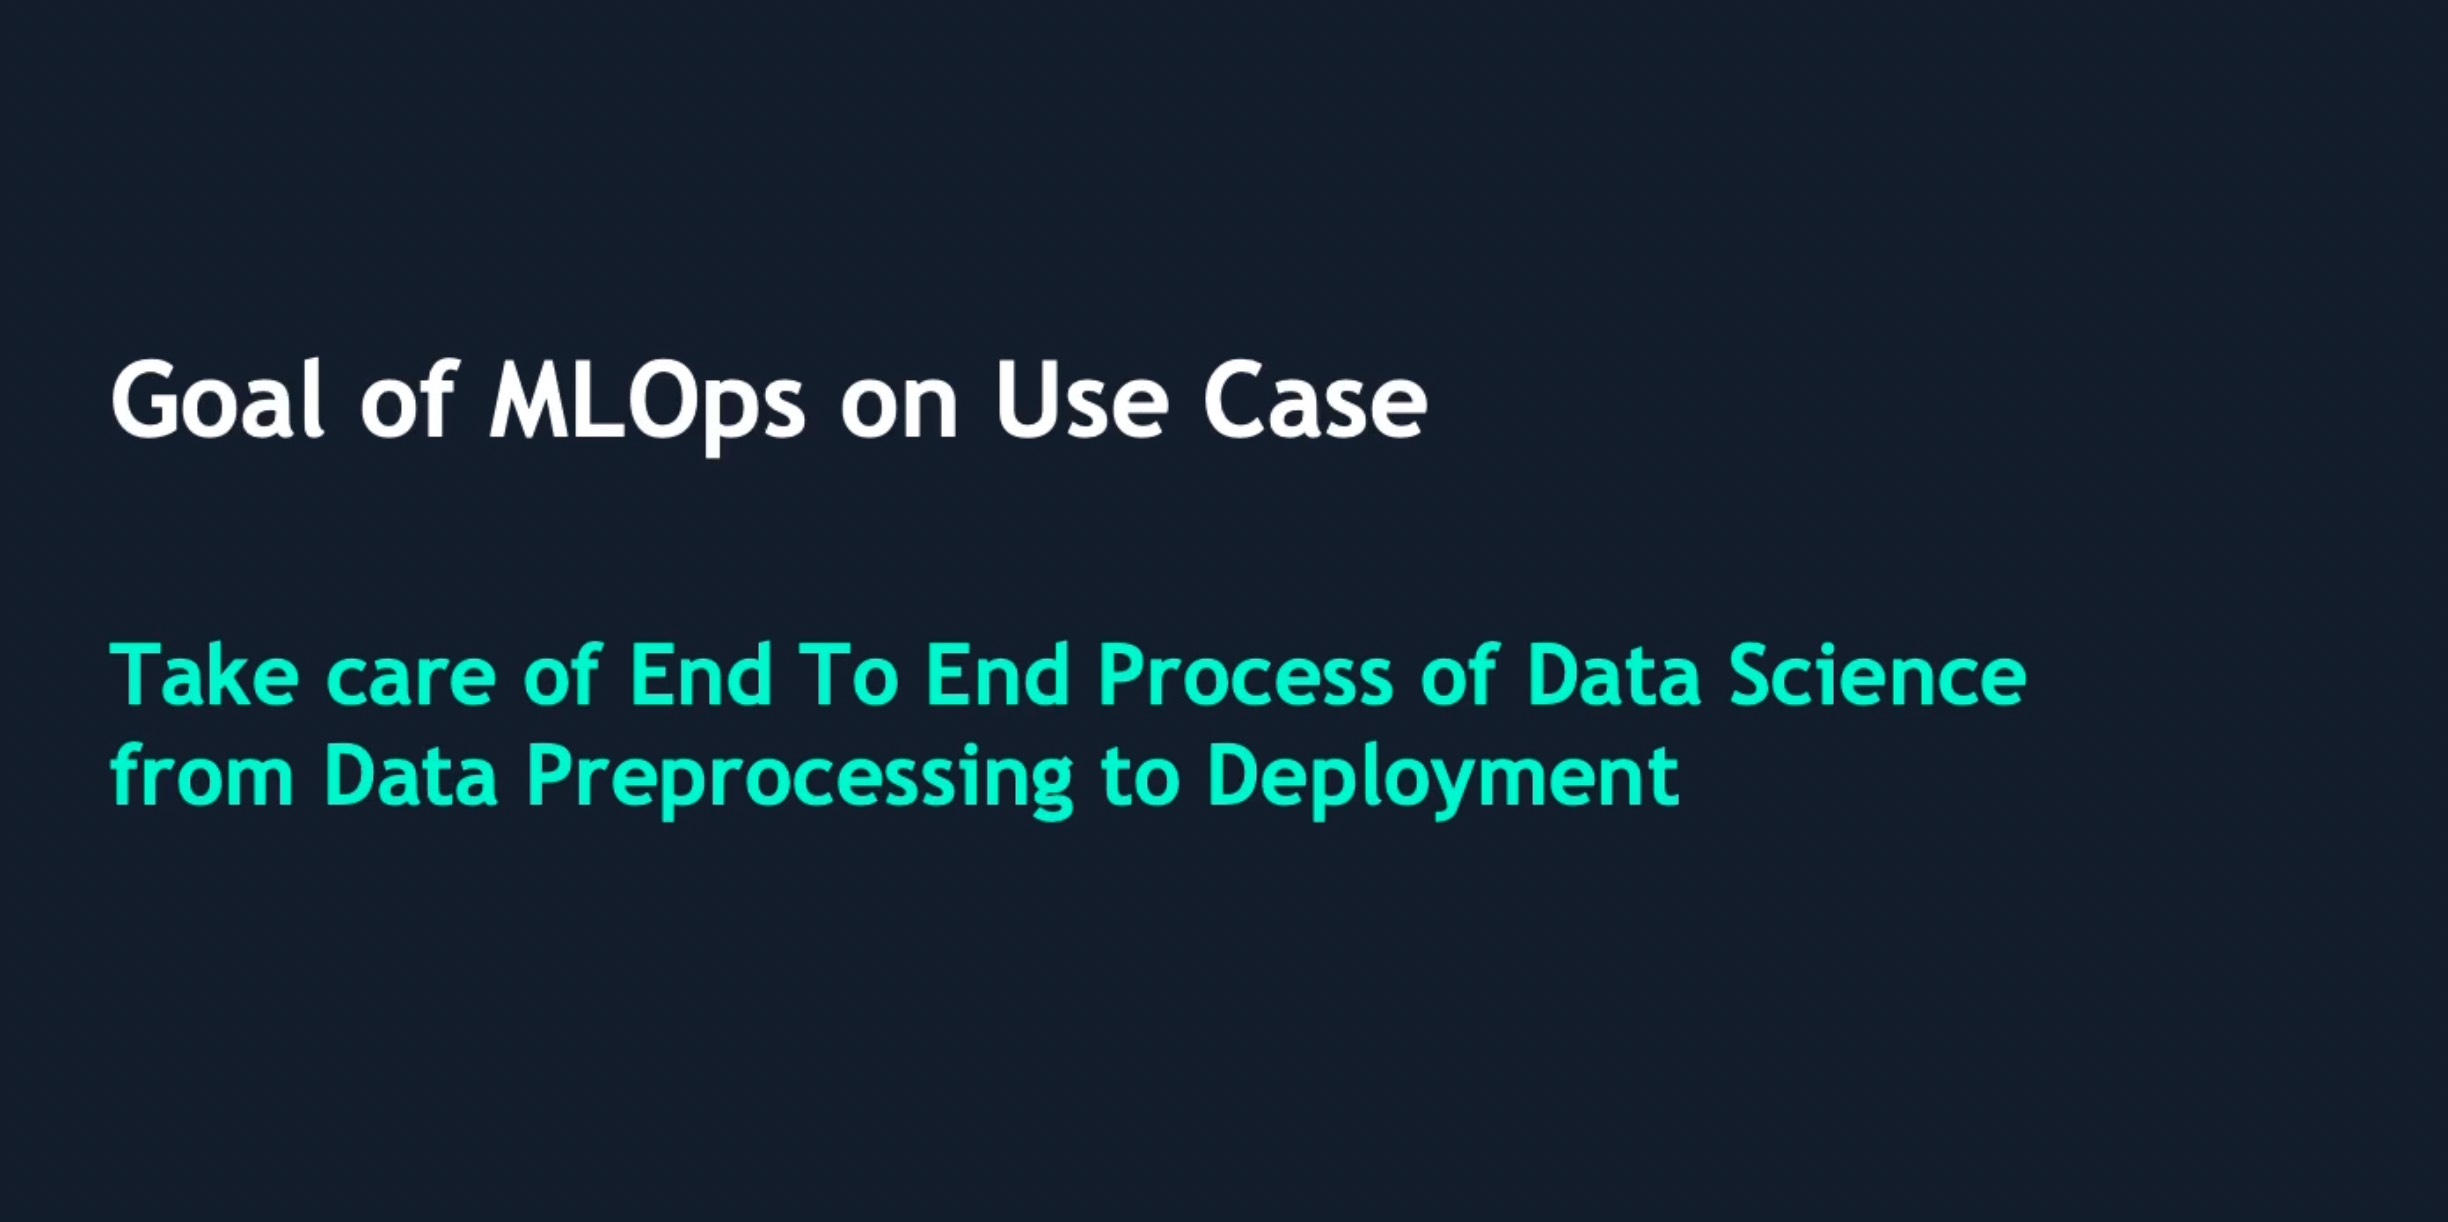 Goal of MLOps on Use Case
Take care of End To End Process of Data Science
from Data Preprocessing to Deployment